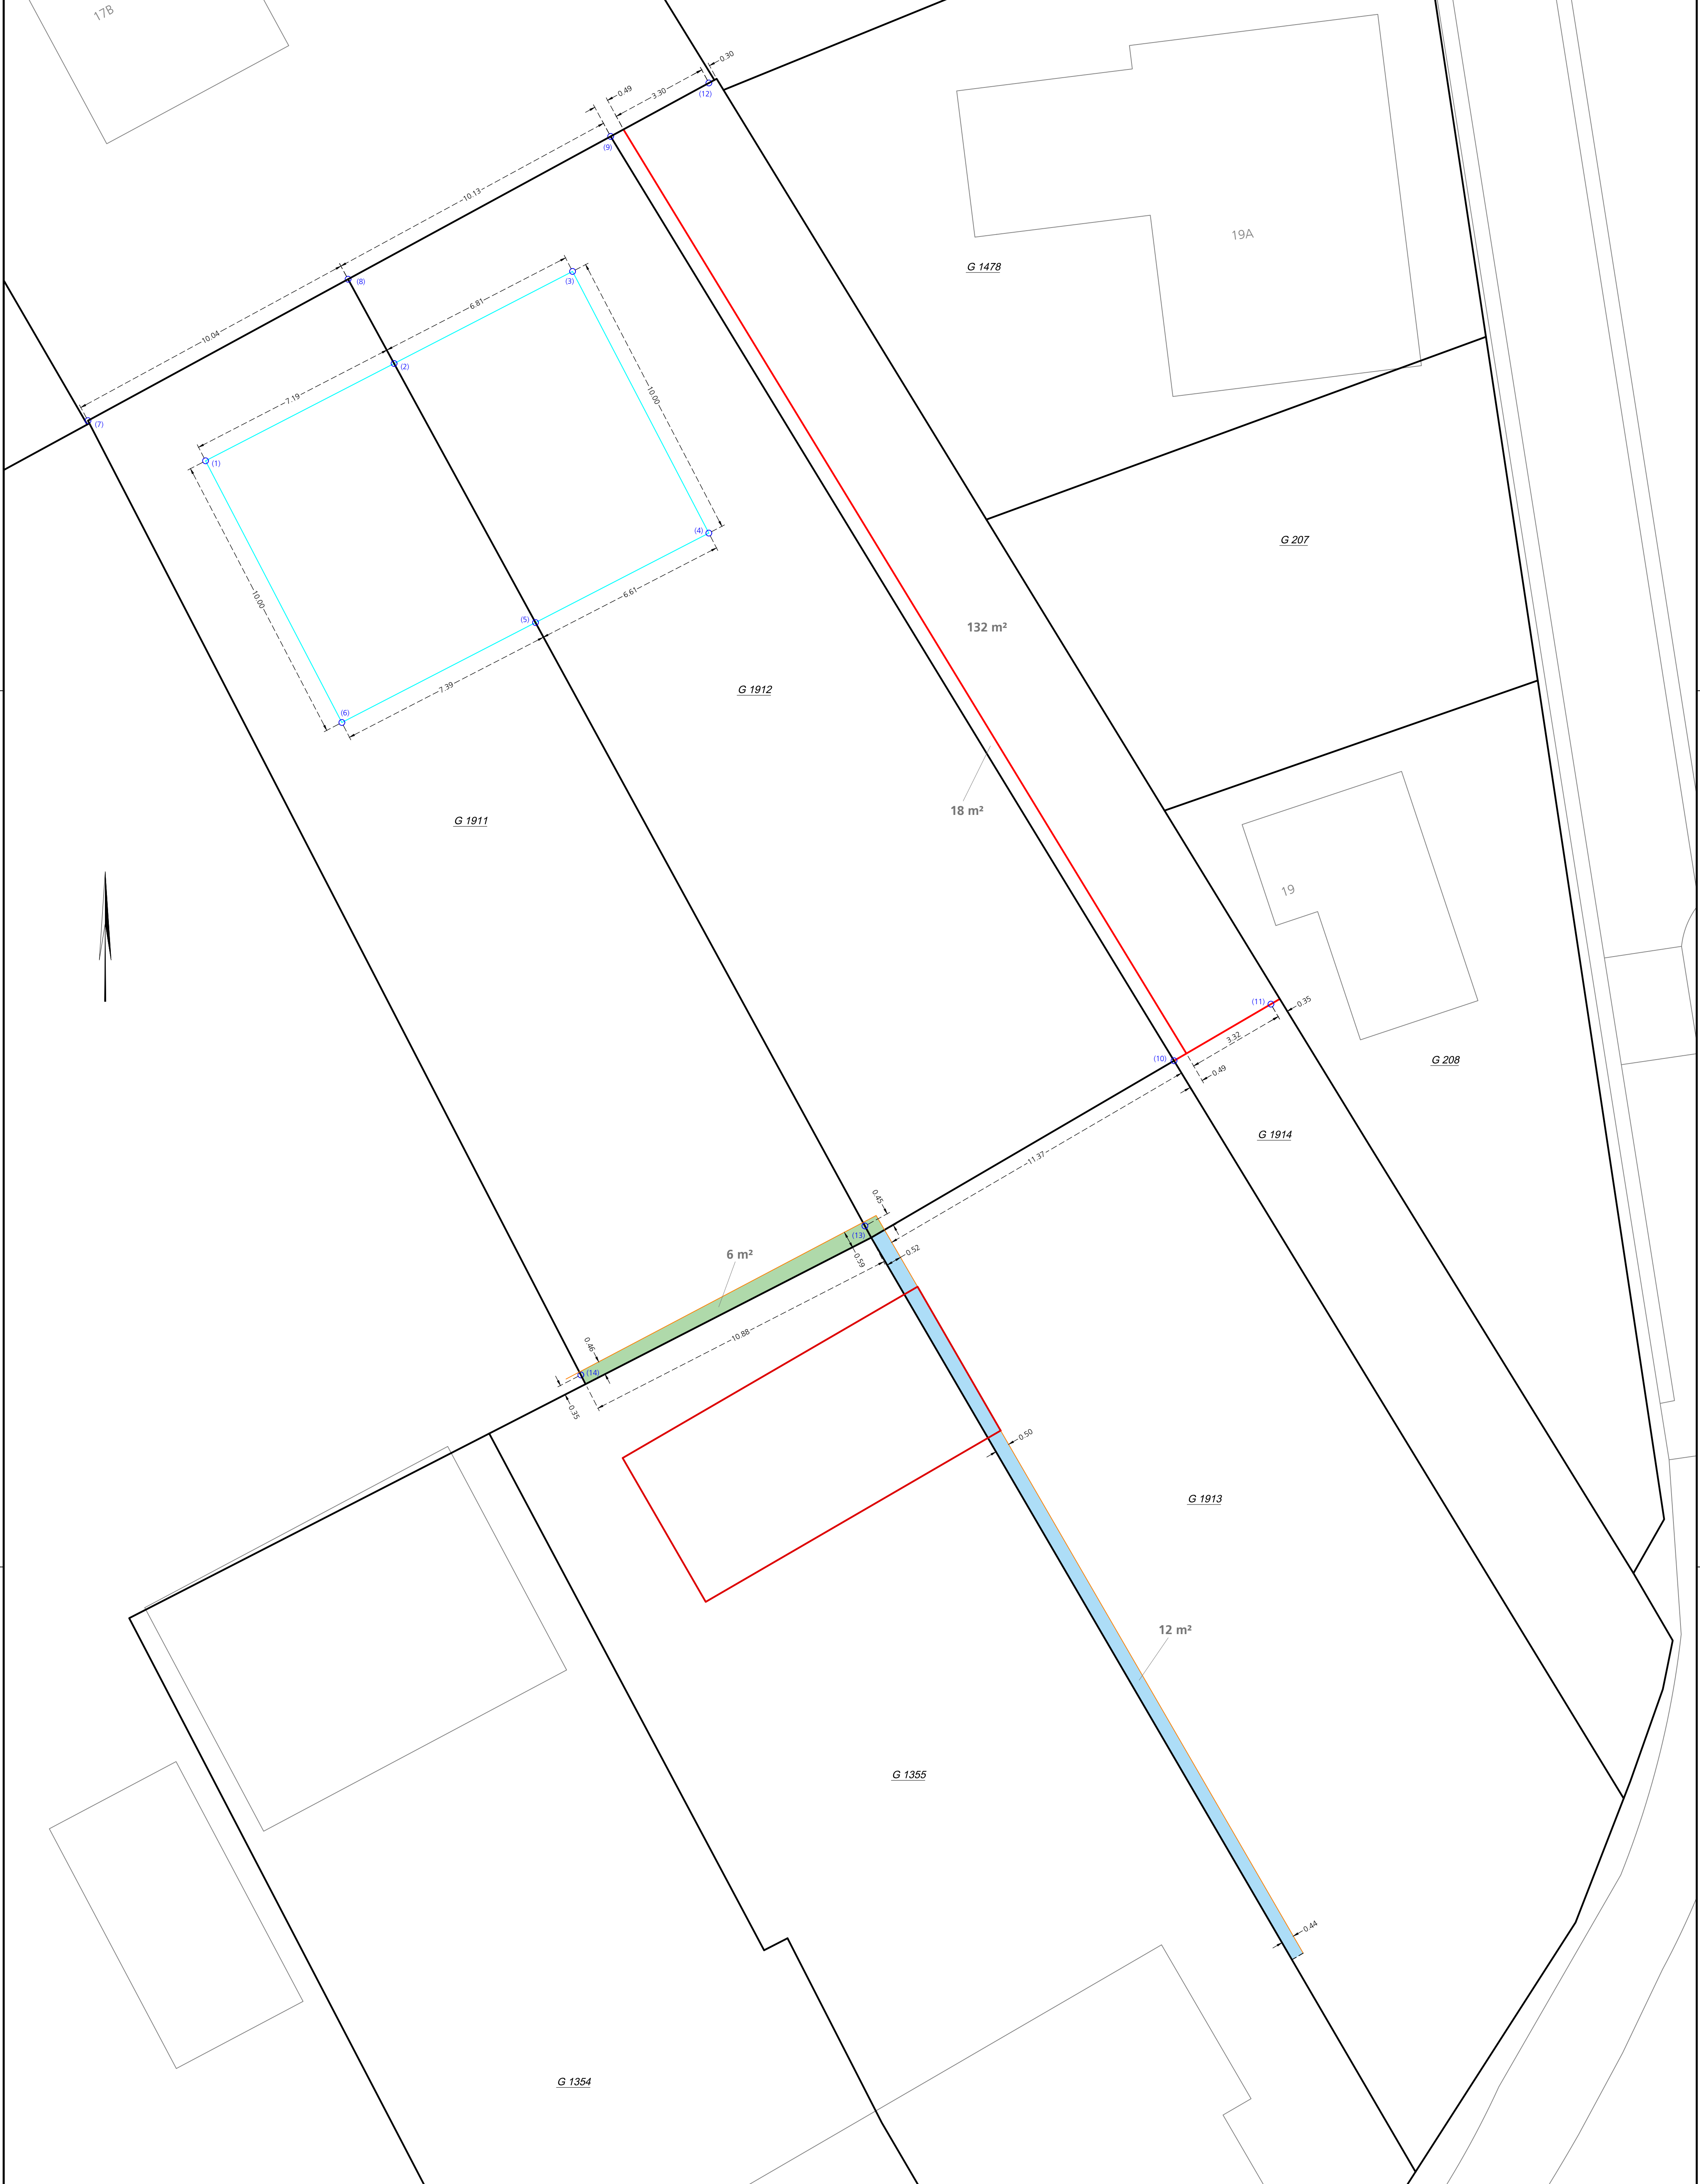 17B
0.30
3.30
0.49
(12)
(9)
10.13
19A
G 1478
(8)
(3)
6.81
10.04
(2)
10.00
7.19
(7)
(1)
(4)
G 207
10.00
6.61
(5)
132 m²
7.39
G 1912
(6)
18 m²
G 1911
19
(11)
0.35
3.32
(10)
G 208
0.49
G 1914
11.37
0.45
(13)
0.52
6 m²
0.59
10.88
0.46
(14)
0.35
0.50
G 1913
12 m²
G 1355
0.44
G 1354